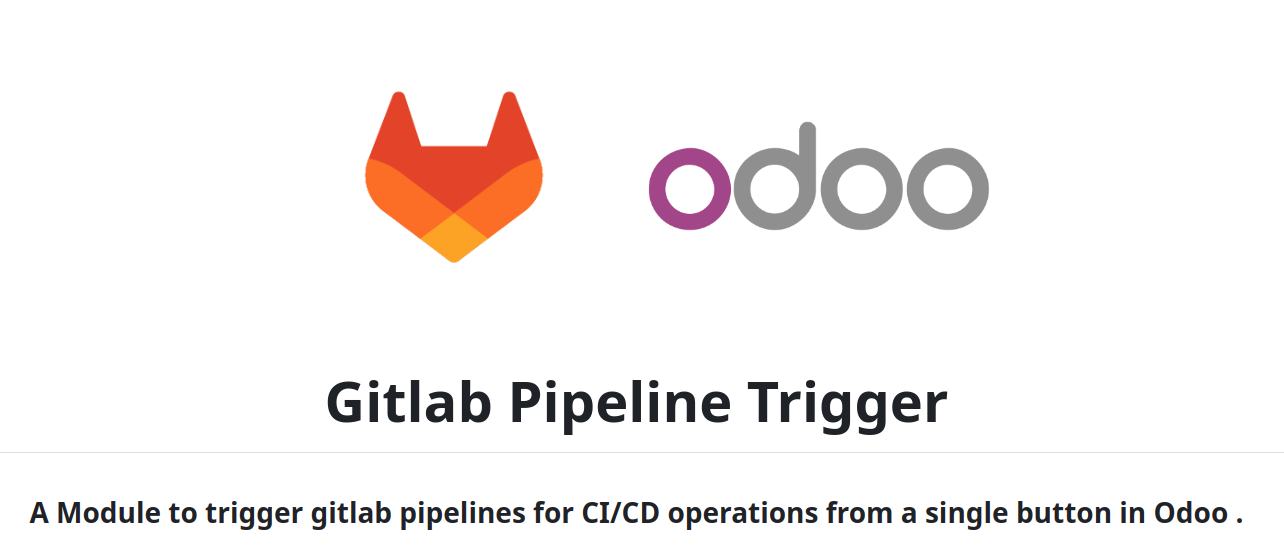 odoo
Gitlab Pipeline Trigger
A Module to trigger gitlab pipelines for CI/CD operations from a single button in Odoo .